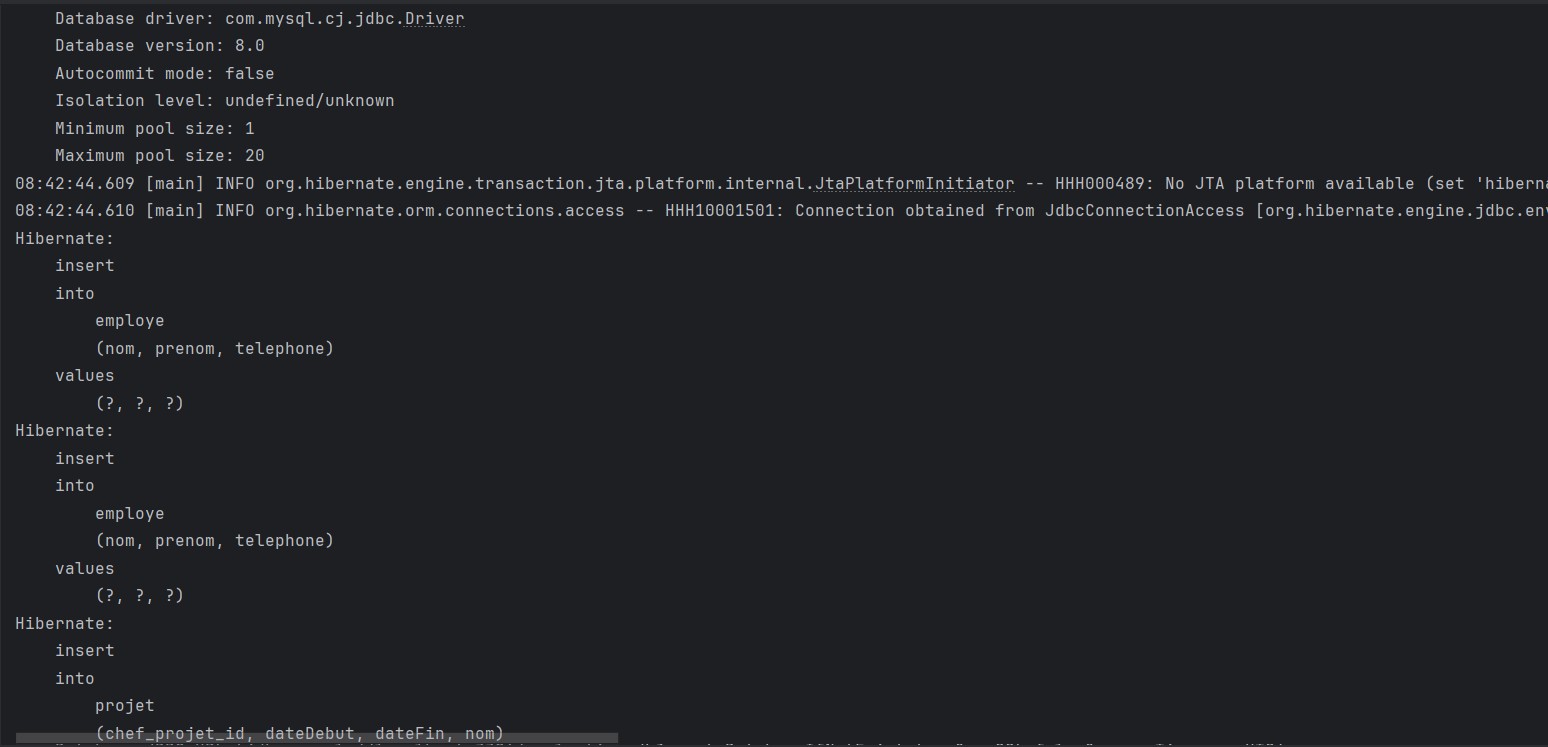 Database driver: com.mysql.cj.jdbc.Driver
Database version: 8.0
Autocommit mode: false
Isolation level: undefined/unknown
Minimum pool size: 1
Maximum pool size: 20
08:42:44.609 [main] INFO org.hibernate.engine.transaction.jta.platform.internal.JtaPlatformInitiator -- HHH000489: No JTA platform available (set 'hiberna
08:42:44.610 [main] INFO org.hibernate.orm.connections.access -- HHH10001501: Connection obtained from JdbcConnectionAccess [org.hibernate.engine.jdbc.env
Hibernate:
insert
into
employe
(nom, prenom, telephone)
values
(?, ?, ?)
Hibernate:
insert
into
employe
(nom, prenom, telephone)
values
(?, ?, ?)
Hibernate:
insert
into
projet
(chef_projet_id, dateDebut, dateFin, nom)